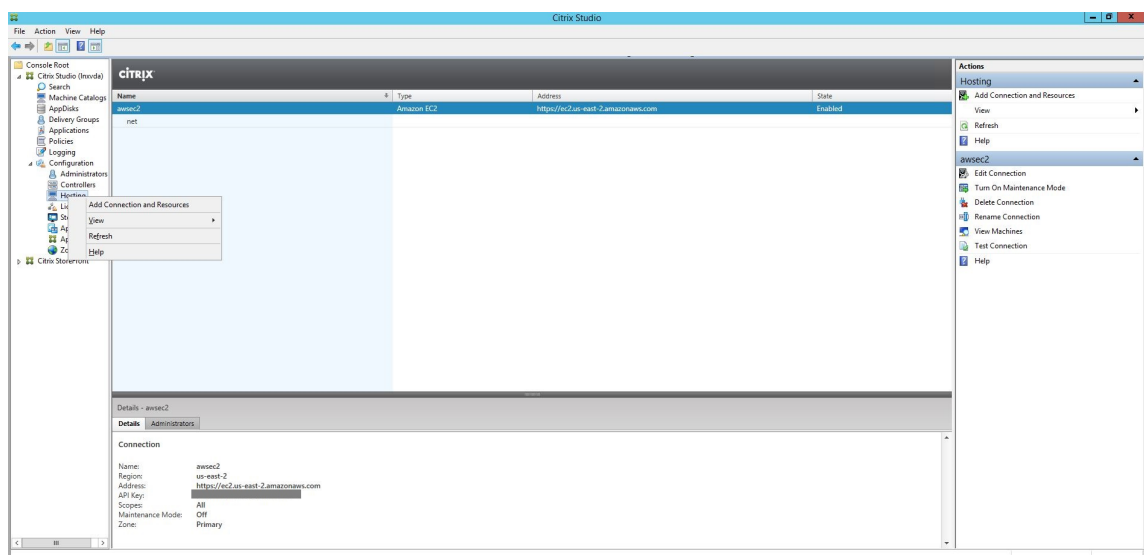 Citrix Studio
File Action View Help
Console Root
Citrix Studio (lnxvda)
Search
Machine Catalogs
AppDisks
Delivery Groups
Applications
Policies
Logging
Configuration
Administrators
Controllers
Hosting
Citrix StoreFront
Add Connection and Resources
View
Refresh
Help
CİTRIX
Name Type Address State
awsec2 Amazon EC2 https://ec2.us-east-2.amazonaws.com Enabled
net
Details - awsec2
Details Administrators
Connection
Name: awsec2
Region: us-east-2
Address: https://ec2.us-east-2.amazonaws.com
API Key:
Scopes: All
Maintenance Mode: Off
Zone: Primary
Actions
Hosting
Add Connection and Resources
View
Refresh
Help
awsec2
Edit Connection
Turn On Maintenance Mode
Delete Connection
Rename Connection
View Machines
Test Connection
Help